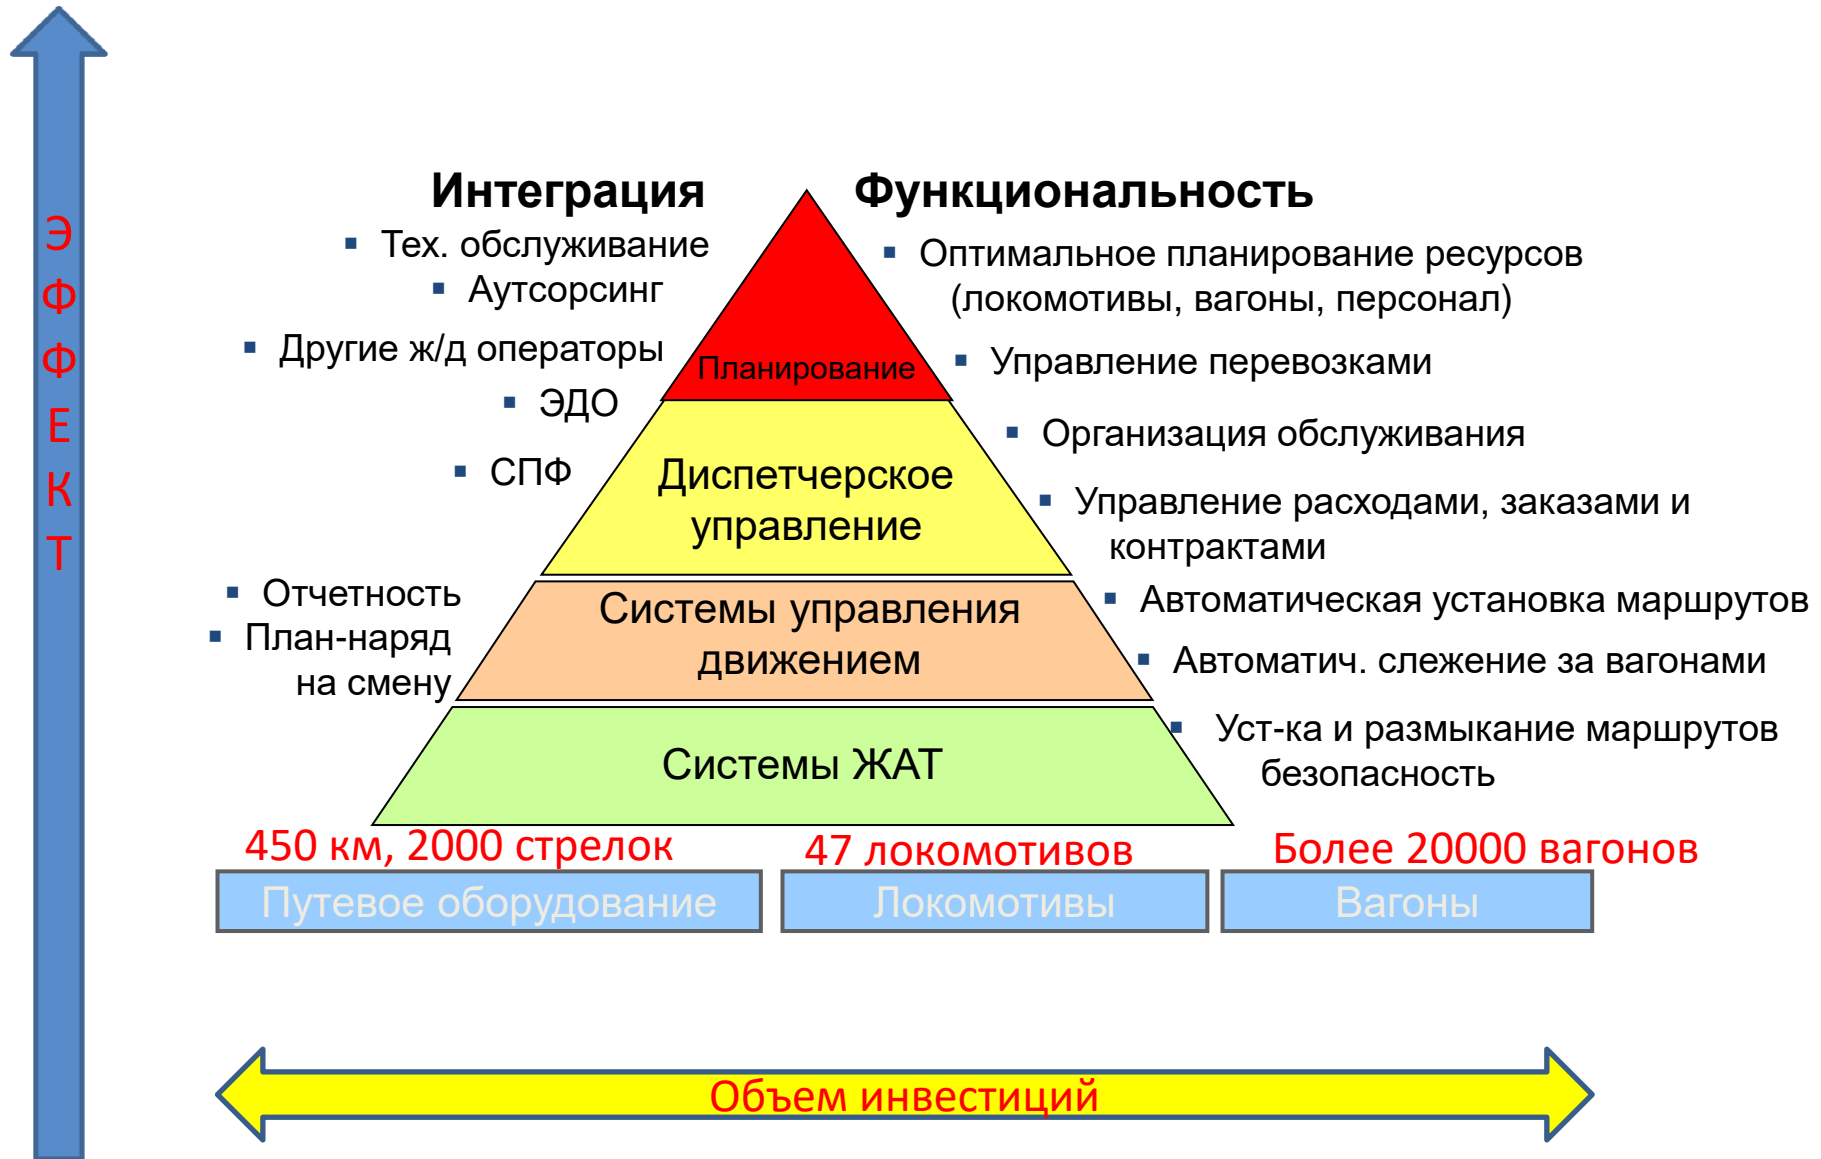 ЭФФЕКТ
Интеграция
Тех. обслуживание
Аутсорсинг
Другие ж/д операторы
ЭДО
СПФ
Отчетность
План-наряд
на смену
Планирование
Диспетчерское
управление
Системы управления
движением
Системы ЖАТ
Функциональность
Оптимальное планирование ресурсов
(локомотивы, вагоны, персонал)
Управление перевозками
Организация обслуживания
Управление расходами, заказами и
контрактами
Автоматическая установка маршрутов
Автоматич. слежение за вагонами
Уст-ка и размыкание маршрутов
безопасность
450 км, 2000 стрелок
47 локомотивов
Более 20000 вагонов
Путевое оборудование
Локомотивы
Вагоны
Объем инвестиций